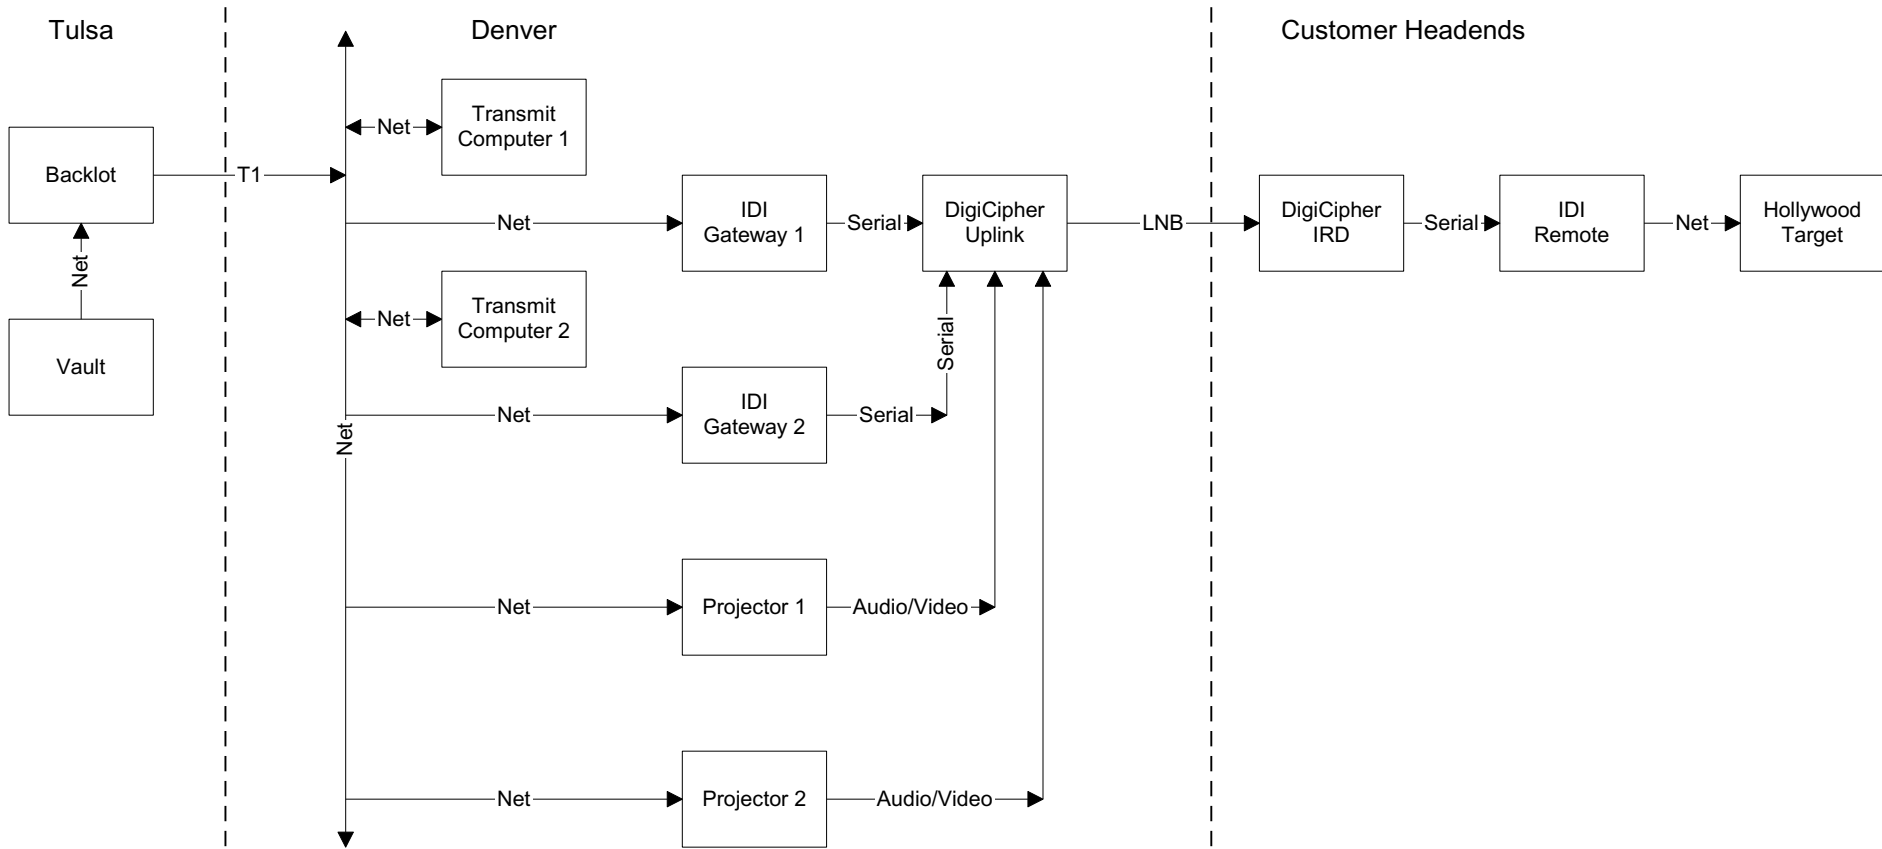 Tulsa
Denver
Customer Headends
Transmit
Computer 1
Net
Backlot
T1
IDI
Gateway 1
Net
Serial
DigiCipher
Uplink
LNB
DigiCipher
IRD
Serial
IDI
Remote
Net
Hollywood
Target
Net
Transmit
Computer 2
Net
Serial
Vault
IDI
Gateway 2
Net
Serial
Net
Net
Projector 1
Audio/Video
Net
Projector 2
Audio/Video